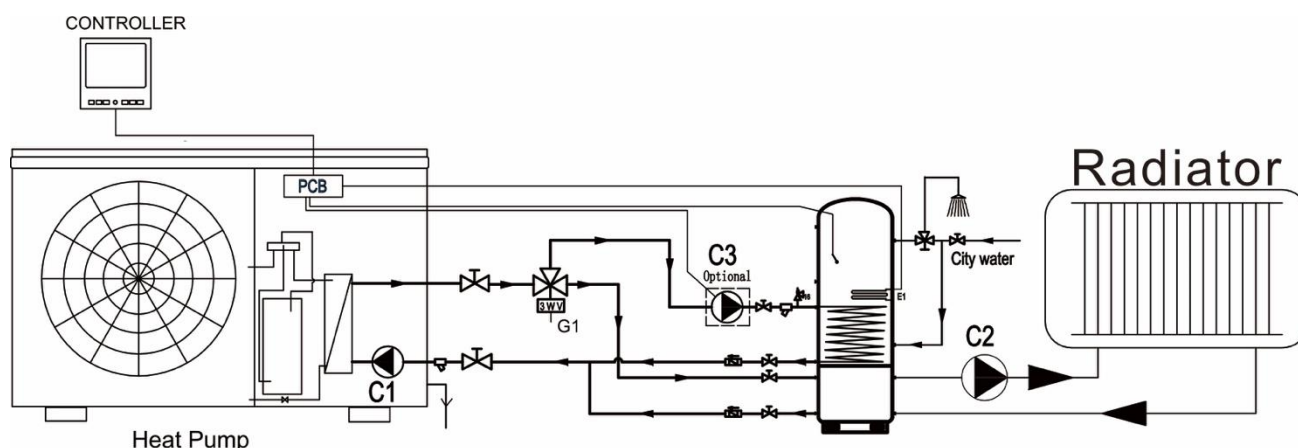 CONTROLLER
Radiator
PCB
C3
Optional
City water
E1
3WV
G1
C2
C1
Heat Pump